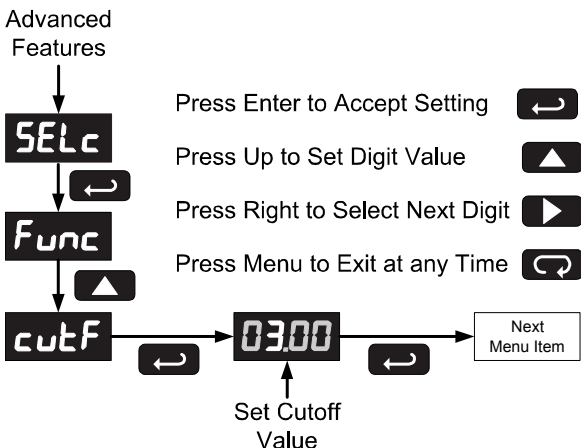 Advanced
Features
Press Enter to Accept Setting
SELc
Press Up to Set Digit Value
Press Right to Select Next Digit
Func
Press Menu to Exit at any Time
cutF
03.00
Next
Menu Item
Set Cutoff
Value